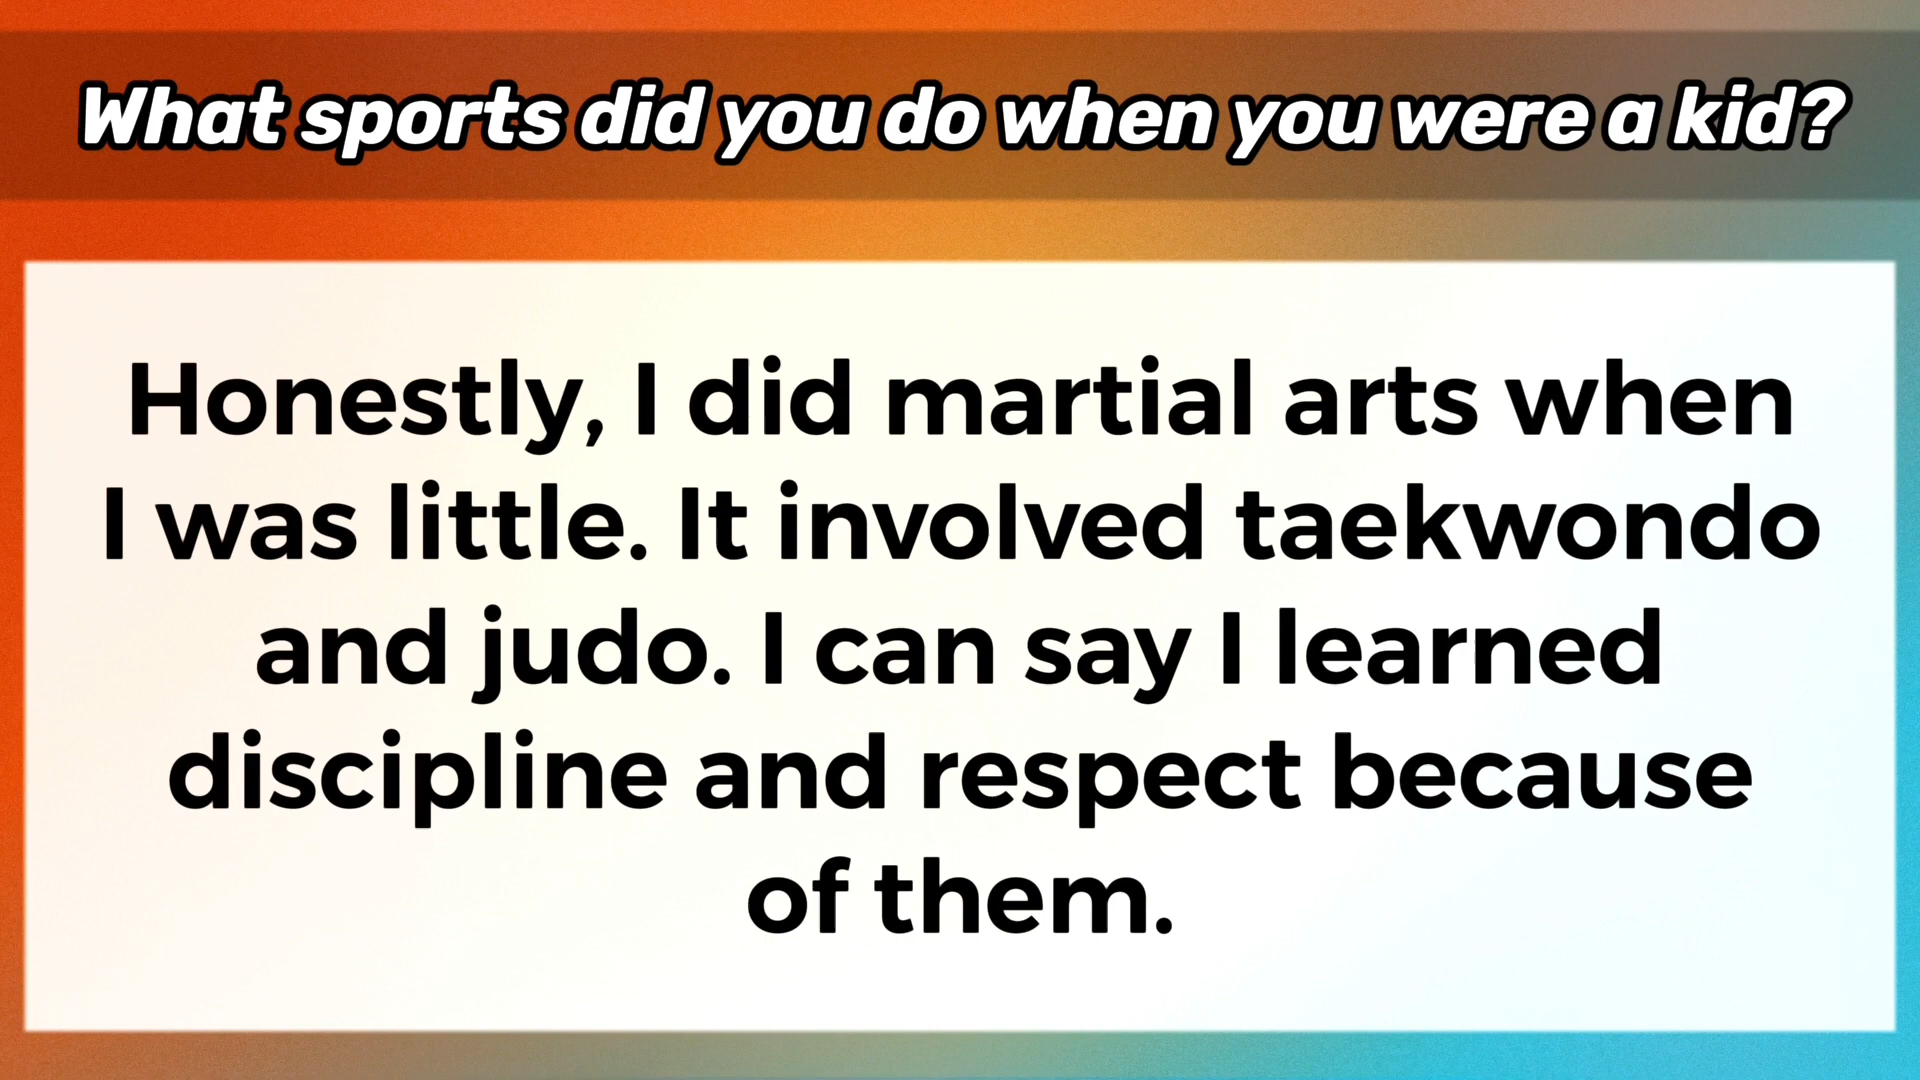 What sports did you do when you were a kid?
Honestly, I did martial arts when
I was little. It involved taekwondo
and judo. I can say I learned
discipline and respect because
of them.